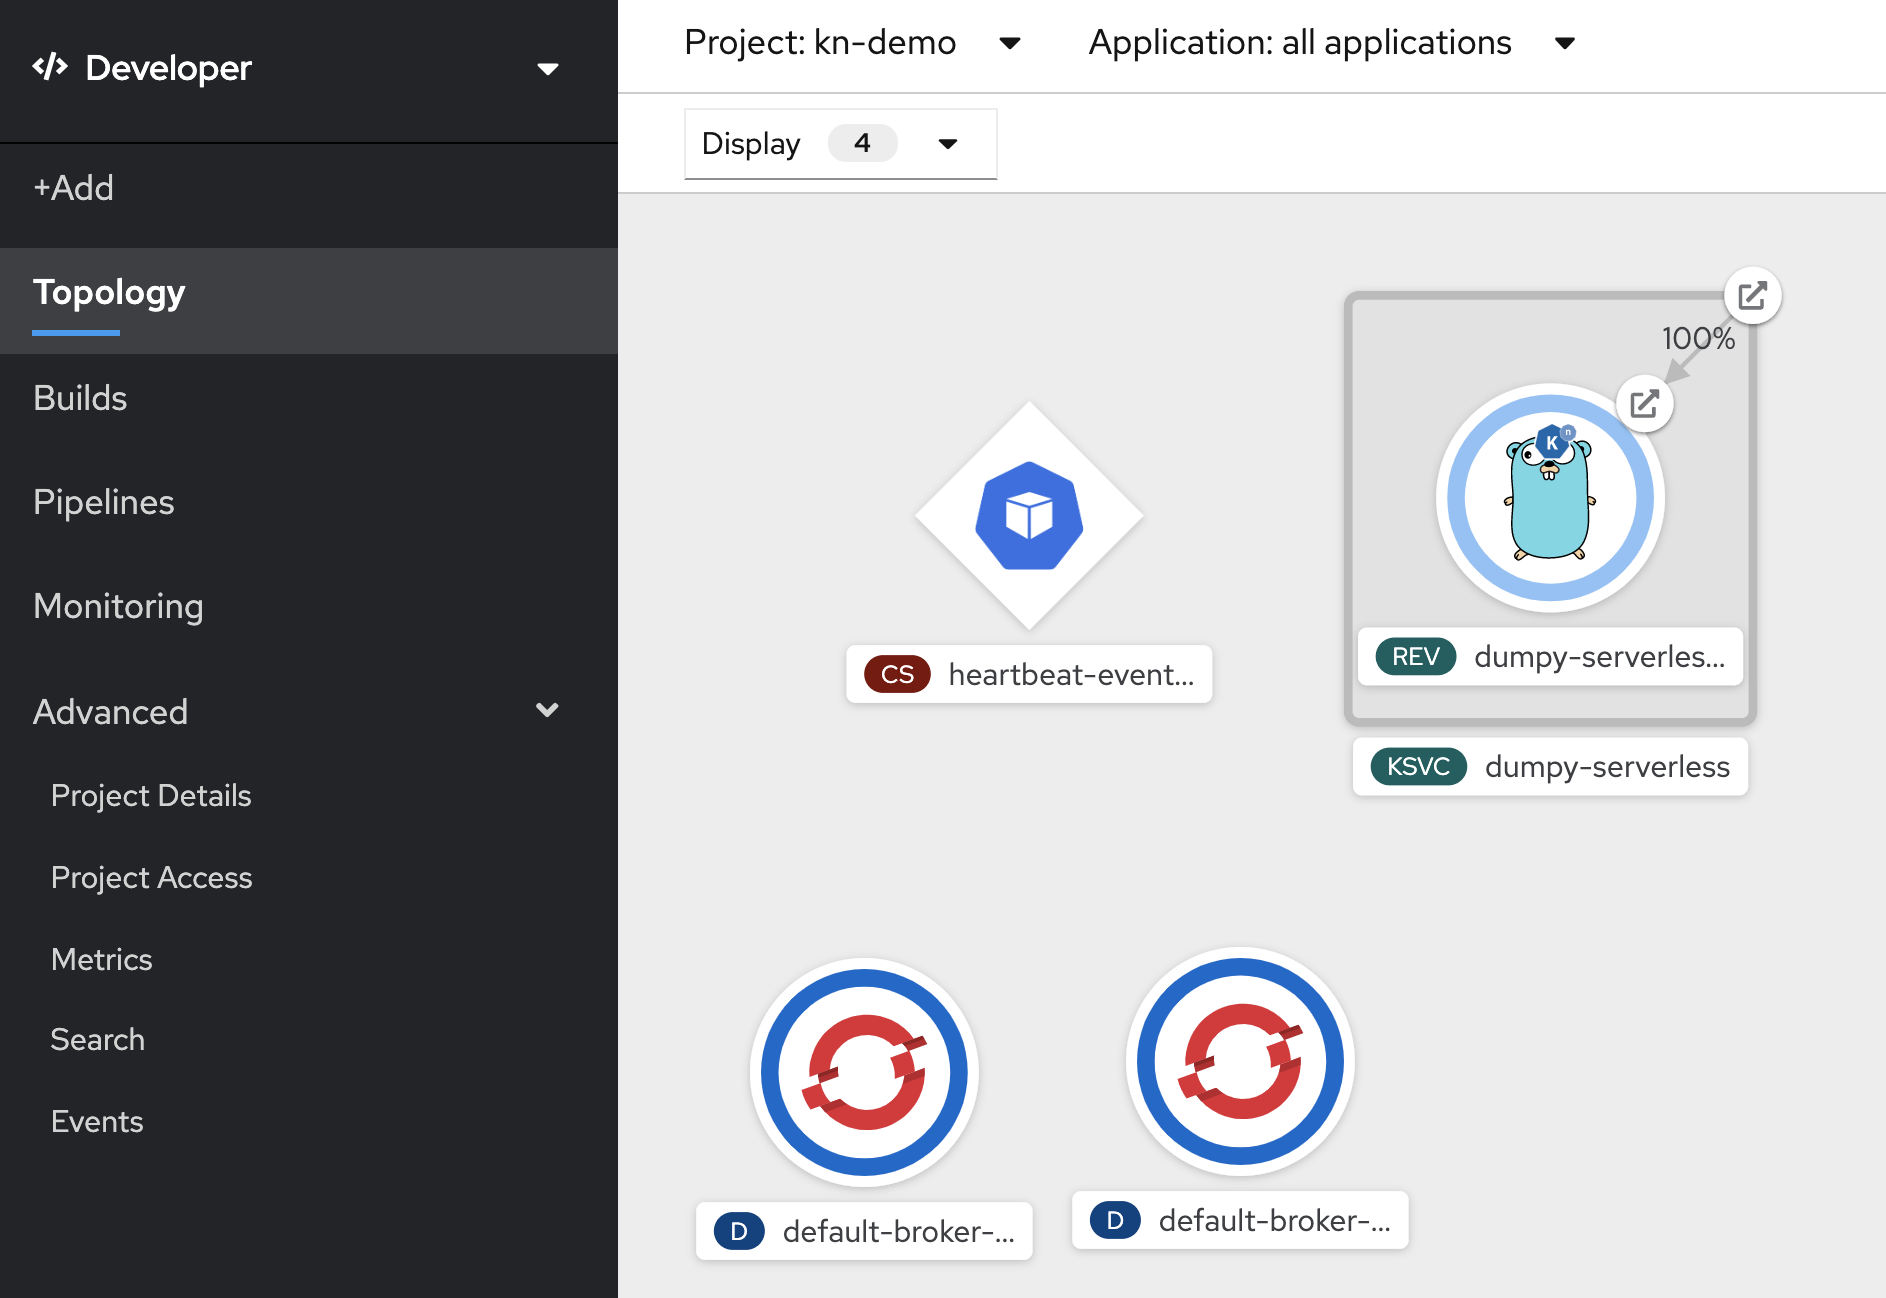 Developer
+Add
Topology
Builds
Pipelines
Monitoring
Advanced
Project Details
Project Access
Metrics
Search
Events
Project: kn-demo
Application: all applications
Display 4
100%
K n
CS heartbeat-event...
REV dumpy-serverles...
KSVC dumpy-serverless
D default-broker-...
D default-broker-...